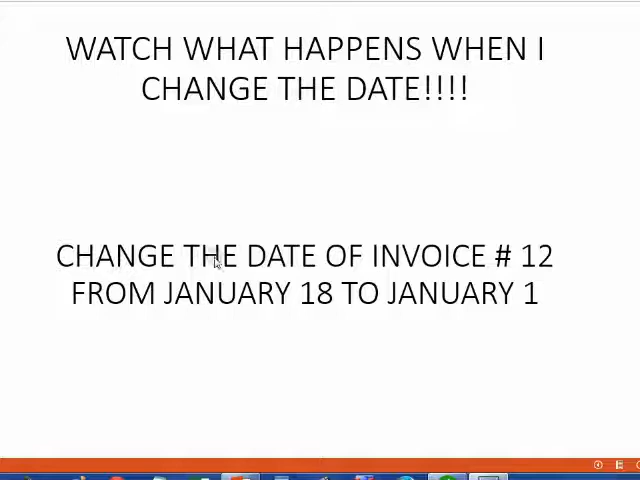 WATCH WHAT HAPPENS WHEN I
CHANGE THE DATE!!!!
CHANGE THE DATE OF INVOICE # 12
FROM JANUARY 18 TO JANUARY 1